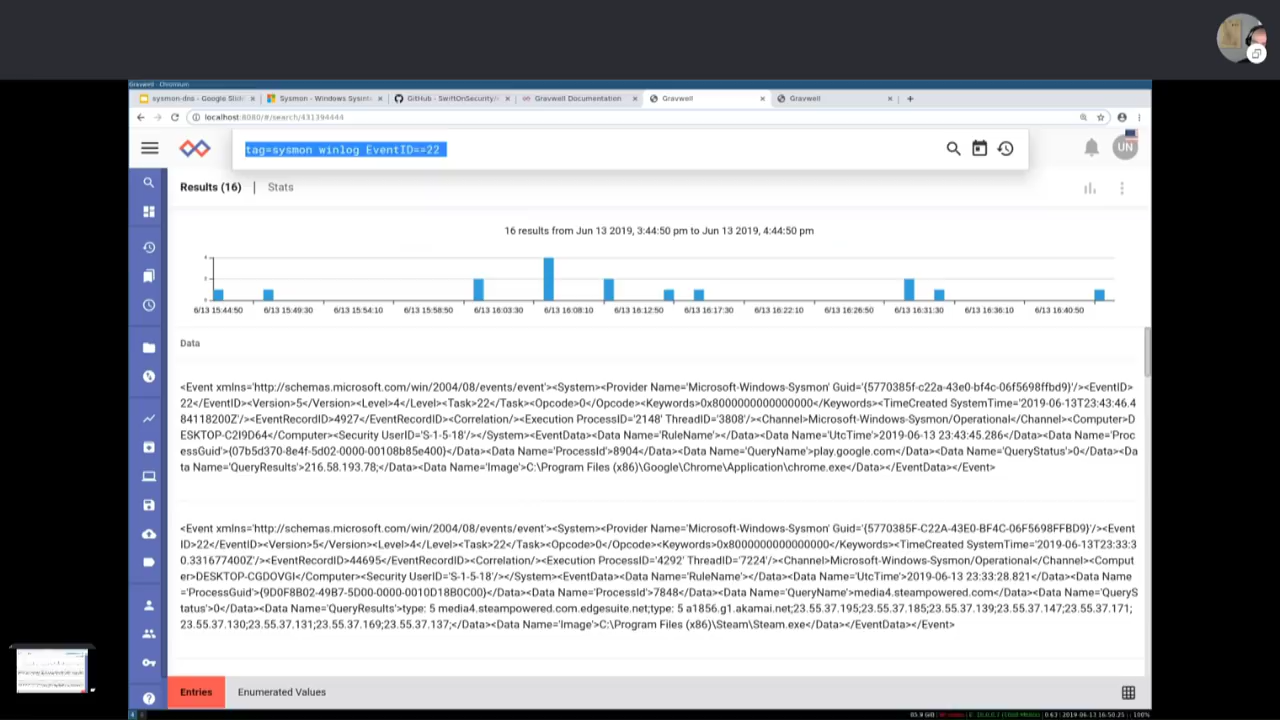 Gravwell - Chromium
sysmon-dns - Google Slid
Sysmon - Windows Sysint
GitHub - SwiftOnSecurity/
Gravwell Documentation
Gravwell
Gravwell
localhost:8080/#/search/431394444
tag=sysmon winlog EventID==22
UN
Results (16) | Stats
16 results from Jun 13 2019, 3:44:50 pm to Jun 13 2019, 4:44:50 pm
4
2
0
6/13 15:44:50 6/13 15:49:30 6/13 15:54:10 6/13 15:58:50 6/13 16:03:30 6/13 16:08:10 6/13 16:12:50 6/13 16:17:30 6/13 16:22:10 6/13 16:26:50 6/13 16:31:30 6/13 16:36:10 6/13 16:40:50
Data
<Event xmlns='http://schemas.microsoft.com/win/2004/08/events/event'><System><Provider Name='Microsoft-Windows-Sysmon' Guid='{5770385f-c22a-43e0-bf4c-06f5698ffbd9}'/><EventID>
22</EventID><Version>5</Version><Level>4</Level><Task>22</Task><Opcode>0</Opcode><Keywords>0x8000000000000000</Keywords><TimeCreated SystemTime='2019-06-13T23:43:46.4
84118200Z'/><EventRecordID>4927</EventRecordID><Correlation/><Execution ProcessID='2148' ThreadID='3808'/><Channel>Microsoft-Windows-Sysmon/Operational</Channel><Computer>D
ESKTOP-C2I9D64</Computer><Security UserID='S-1-5-18'/></System><EventData><Data Name='RuleName'></Data><Data Name='UtcTime'>2019-06-13 23:43:45.286</Data><Data Name='Proc
essGuid'>{07b5d370-8e4f-5d02-0000-00108b85e400}</Data><Data Name='ProcessId'>8904</Data><Data Name='QueryName'>play.google.com</Data><Data Name='QueryStatus'>0</Data><Da
ta Name='QueryResults'>216.58.193.78;</Data><Data Name='Image'>C:\Program Files (x86)\Google\Chrome\Application\chrome.exe</Data></EventData></Event>
<Event xmlns='http://schemas.microsoft.com/win/2004/08/events/event'><System><Provider Name='Microsoft-Windows-Sysmon' Guid='{5770385F-C22A-43E0-BF4C-06F5698FFBD9}'/><Event
ID>22</EventID><Version>5</Version><Level>4</Level><Task>22</Task><Opcode>0</Opcode><Keywords>0x8000000000000000</Keywords><TimeCreated SystemTime='2019-06-13T23:33:3
0.331677400Z'/><EventRecordID>44695</EventRecordID><Correlation/><Execution ProcessID='4292' ThreadID='7224'/><Channel>Microsoft-Windows-Sysmon/Operational</Channel><Comput
er>DESKTOP-CGDOVGI</Computer><Security UserID='S-1-5-18'/></System><EventData><Data Name='RuleName'></Data><Data Name='UtcTime'>2019-06-13 23:33:28.821</Data><Data Name
='ProcessGuid'>{9D0F8B02-49B7-5D00-0000-0010D18B0C00}</Data><Data Name='ProcessId'>7848</Data><Data Name='QueryName'>media4.steampowered.com</Data><Data Name='QueryS
tatus'>0</Data><Data Name='QueryResults'>type: 5 media4.steampowered.com.edgesuite.net;type: 5 a1856.g1.akamai.net;23.55.37.195;23.55.37.185;23.55.37.139;23.55.37.147;23.55.37.171;
23.55.37.130;23.55.37.131;23.55.37.169;23.55.37.137;</Data><Data Name='Image'>C:\Program Files (x86)\Steam\Steam.exe</Data></EventData></Event>
Entries Enumerated Values